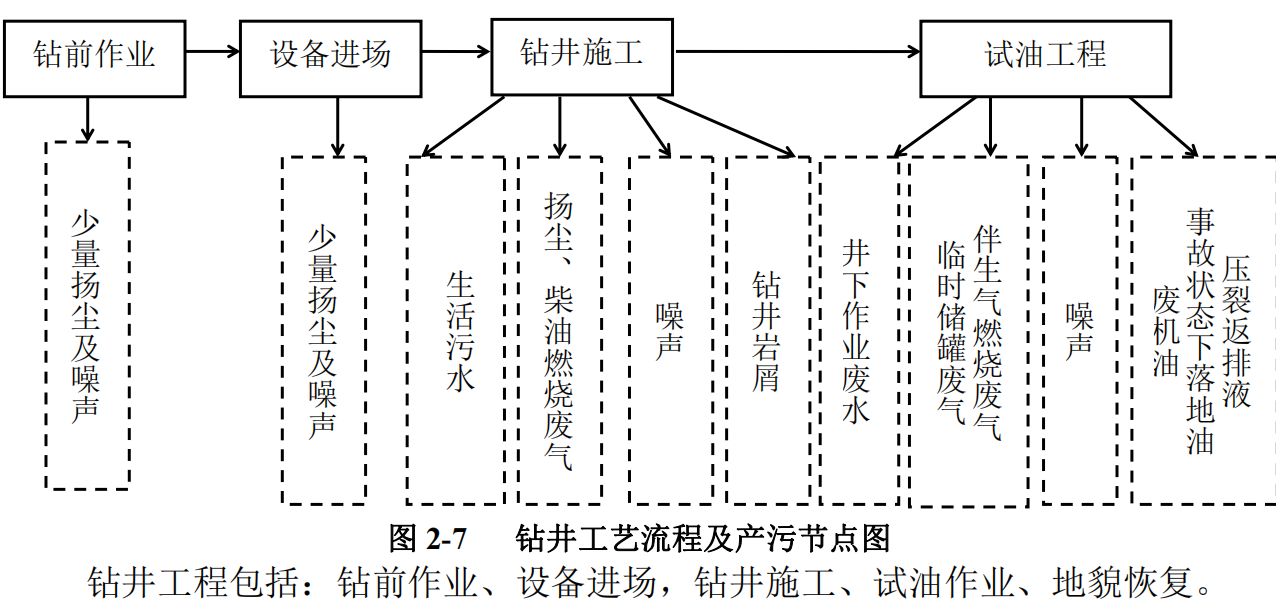 钻前作业
设备进场
钻井施工
试油工程
少量扬尘及噪声
少量扬尘及噪声
生活污水
扬尘、柴油燃烧废气
噪声
钻井岩屑
井下作业废水
伴生气燃烧废气
临时储罐废气
噪声
压裂返排液
事故状态下落地油
废机油
图 2-7 钻井工艺流程及产污节点图
钻井工程包括：钻前作业、设备进场，钻井施工、试油作业、地貌恢复。